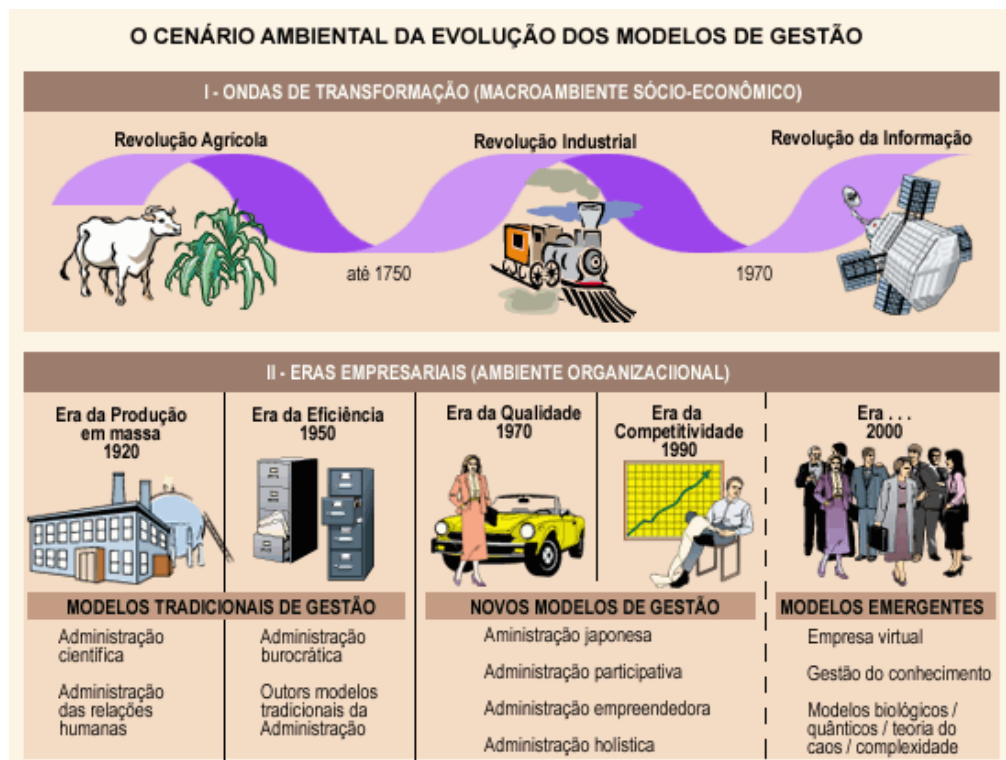 O CENÁRIO AMBIENTAL DA EVOLUÇÃO DOS MODELOS DE GESTÃO
I - ONDAS DE TRANSFORMAÇÃO (MACROAMBIENTE SÓCIO-ECONÔMICO)
Revolução Agrícola
Revolução Industrial
Revolução da Informação
até 1750
1970
II - ERAS EMPRESARIAIS (AMBIENTE ORGANIZACIIONAL)
Era da Produção
em massa
1920
Era da Eficiência
1950
Era da Qualidade
1970
Era da
Competitividade
1990
Era . . .
2000
MODELOS TRADICIONAIS DE GESTÃO
Administração
científica
Administração
das relações
humanas
Administração
burocrática
Outors modelos
tradicionais da
Administração
NOVOS MODELOS DE GESTÃO
Aministração japonesa
Administração participativa
Administração empreendedora
Administração holística
MODELOS EMERGENTES
Empresa virtual
Gestão do conhecimento
Modelos biológicos /
quânticos / teoria do
caos / complexidade